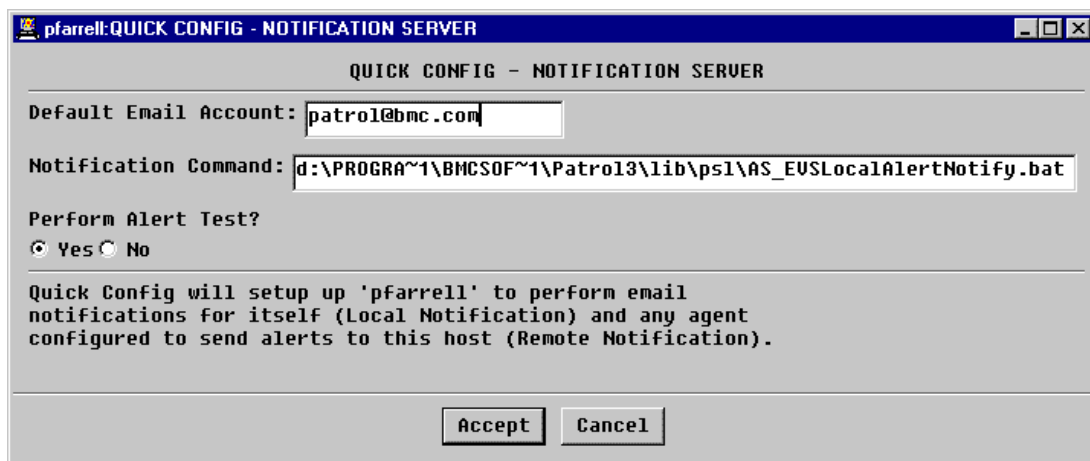 pfarrell:QUICK CONFIG - NOTIFICATION SERVER
QUICK CONFIG - NOTIFICATION SERVER
Default Email Account: patrol@bmc.com
Notification Command: d:\PROGRA~1\BMCSOF~1\Patrol3\lib\psl\AS_EVSLocalAlertNotify.bat
Perform Alert Test?
Yes No
Quick Config will setup up 'pfarrell' to perform email
notifications for itself (Local Notification) and any agent
configured to send alerts to this host (Remote Notification).
Accept Cancel